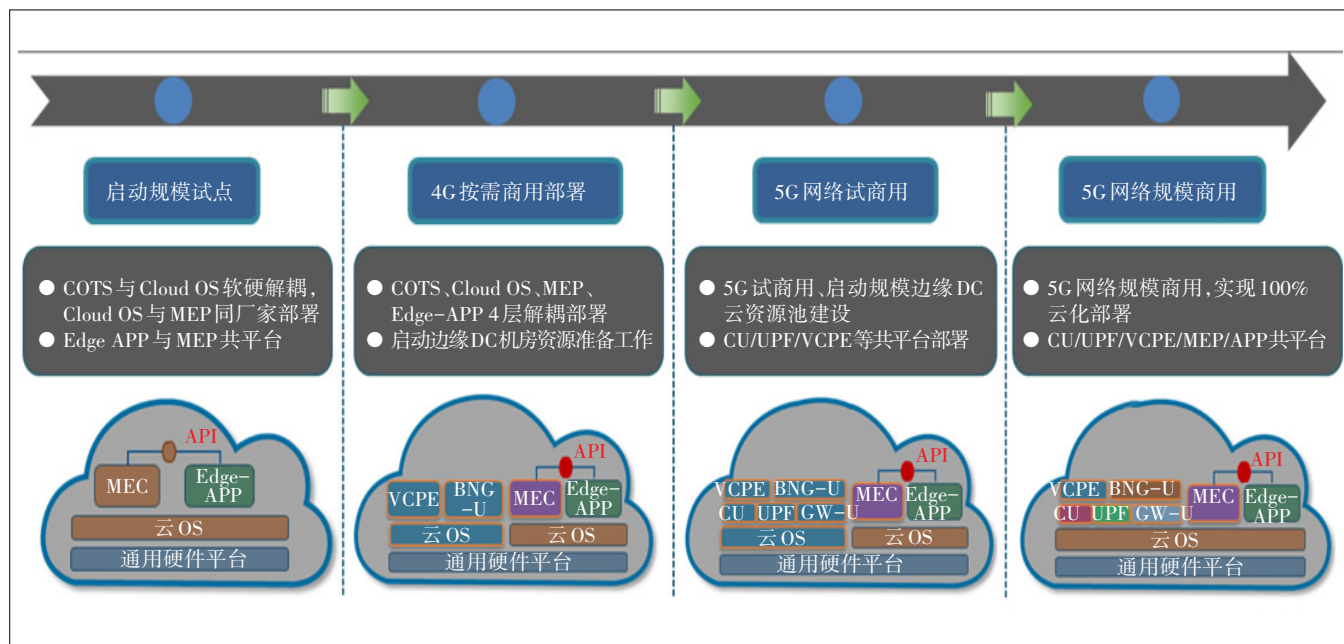 启动规模试点
4G按需商用部署
5G网络试商用
5G网络规模商用
● COTS与Cloud OS软硬解耦,
Cloud OS与MEP同厂家部署
● Edge APP与MEP共平台
● COTS、Cloud OS、MEP、
Edge-APP 4层解耦部署
● 启动边缘DC机房资源准备工作
● 5G试商用、启动规模边缘DC
云资源池建设
● CU/UPF/VCPE等共平台部署
● 5G网络规模商用,实现100%
云化部署
● CU/UPF/VCPE/MEP/APP共平台
API
MEC
Edge-
APP
云OS
通用硬件平台
API
VCPE
BNG
-U
MEC
Edge-
APP
云OS
云OS
通用硬件平台
API
VCPE
BNG-U
MEC
Edge-
APP
CU
UPF
GW-U
云OS
云OS
通用硬件平台
API
VCPE
BNG-U
MEC
Edge-
APP
CU
UPF
GW-U
云OS
通用硬件平台